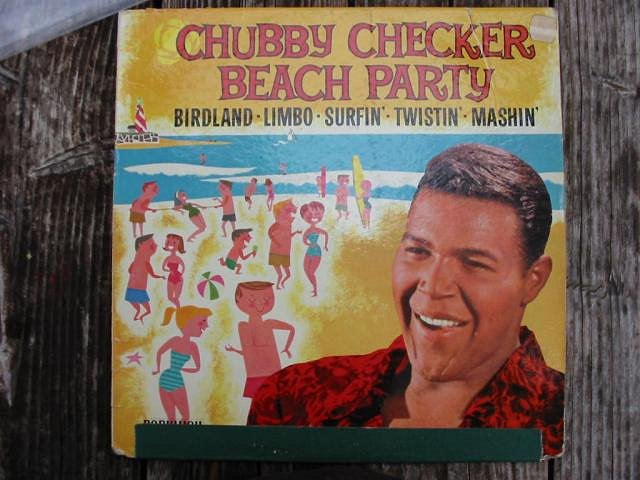 CHUBBY CHECKER
BEACH PARTY
BIRDLAND · LIMBO · SURFIN' · TWISTIN' · MASHIN'